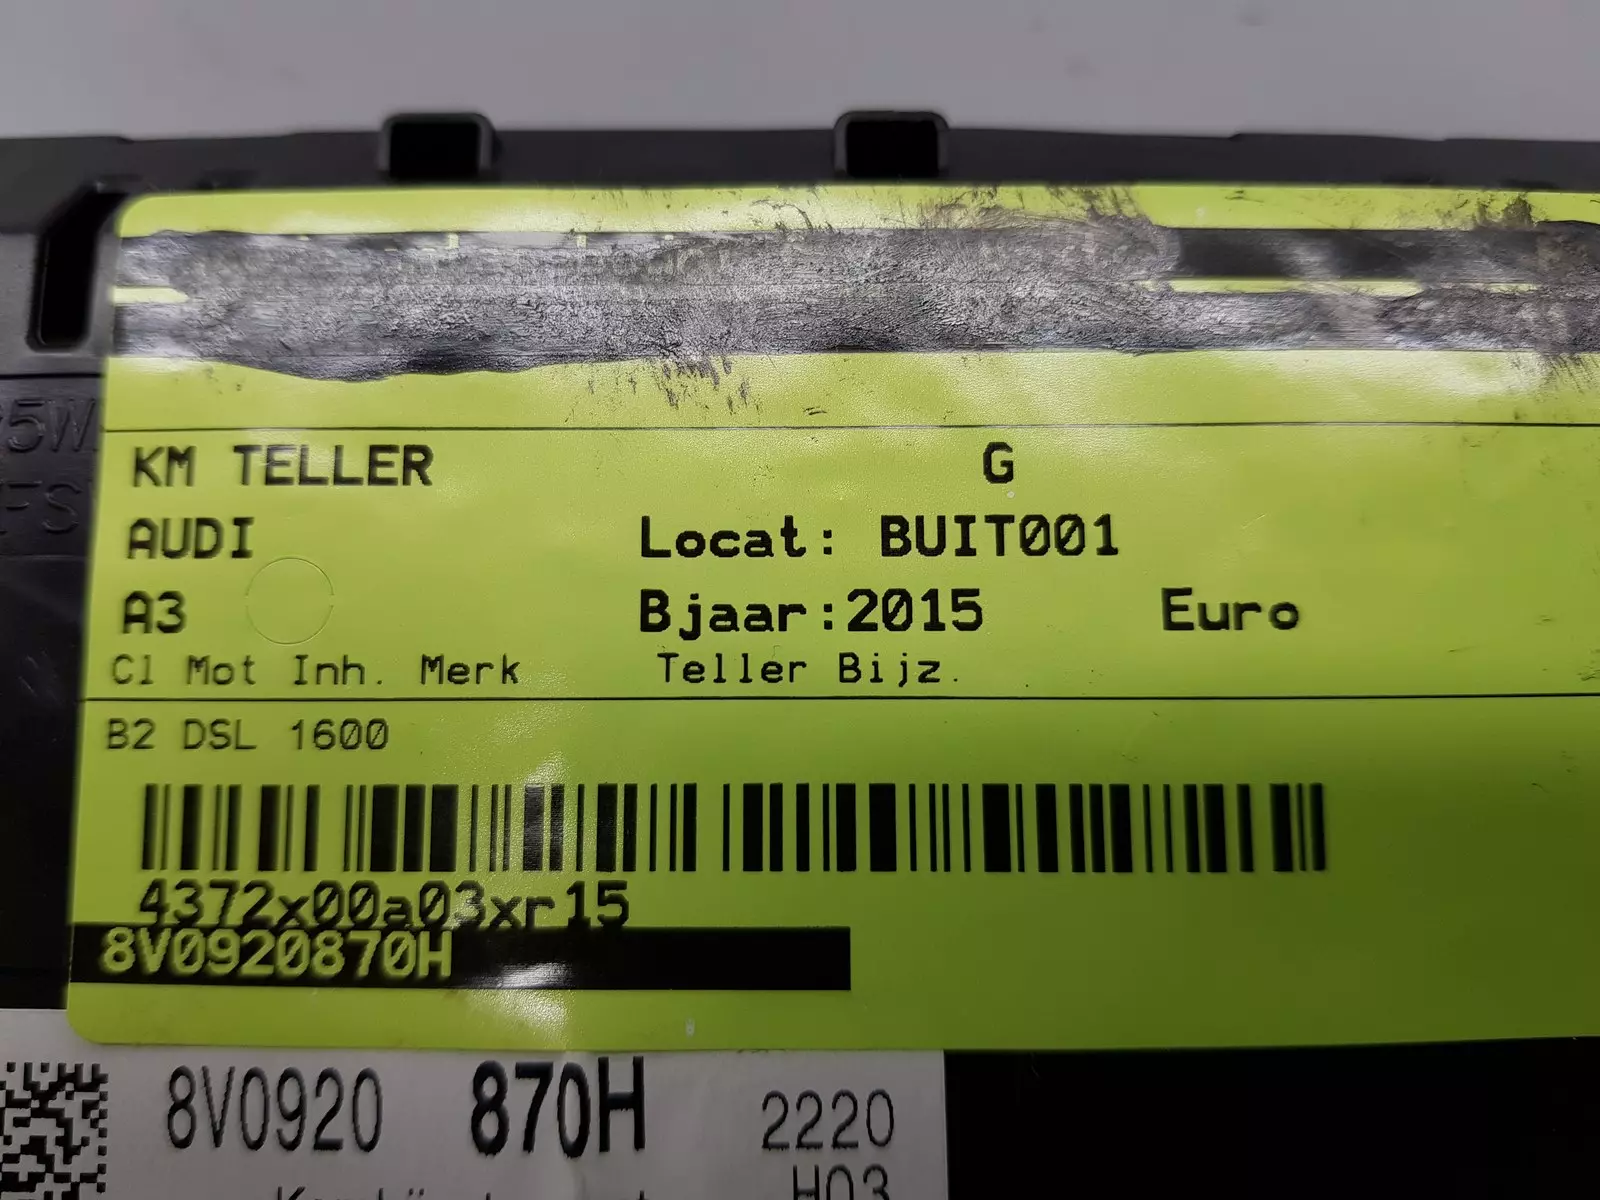 KM TELLER G
AUDI Locat: BUIT001
A3 Bjaar:2015 Euro
Cl Mot Inh. Merk Teller Bijz.
B2 DSL 1600
4372x00a03xr15
8V0920870H
8V0920 870H 2220
H03